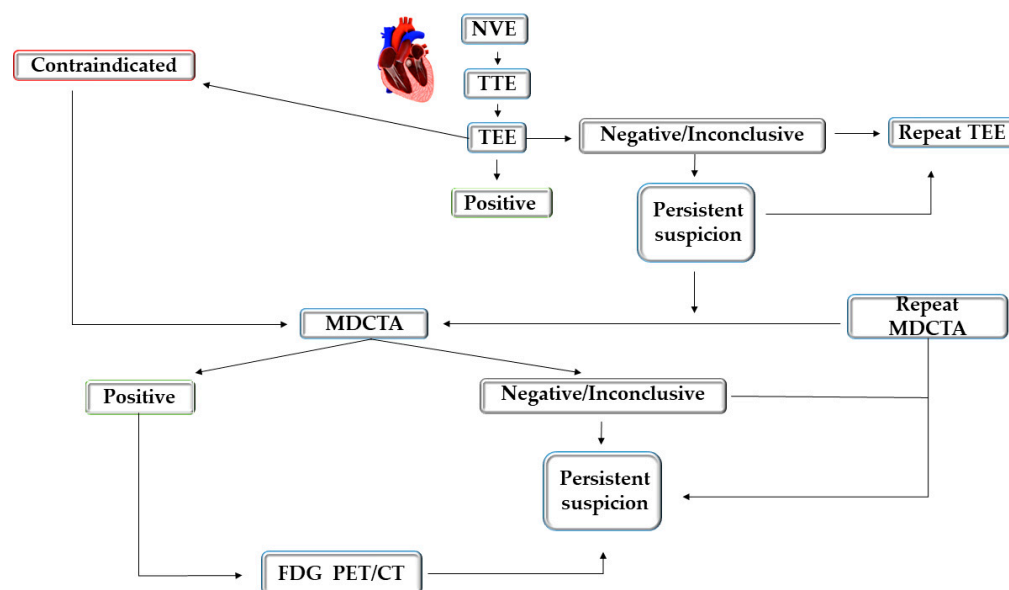 NVE
Contraindicated
TTE
TEE
Negative/Inconclusive
Repeat TEE
Positive
Persistent
suspicion
MDCTA
Repeat
MDCTA
Positive
Negative/Inconclusive
Persistent
suspicion
FDG PET/CT